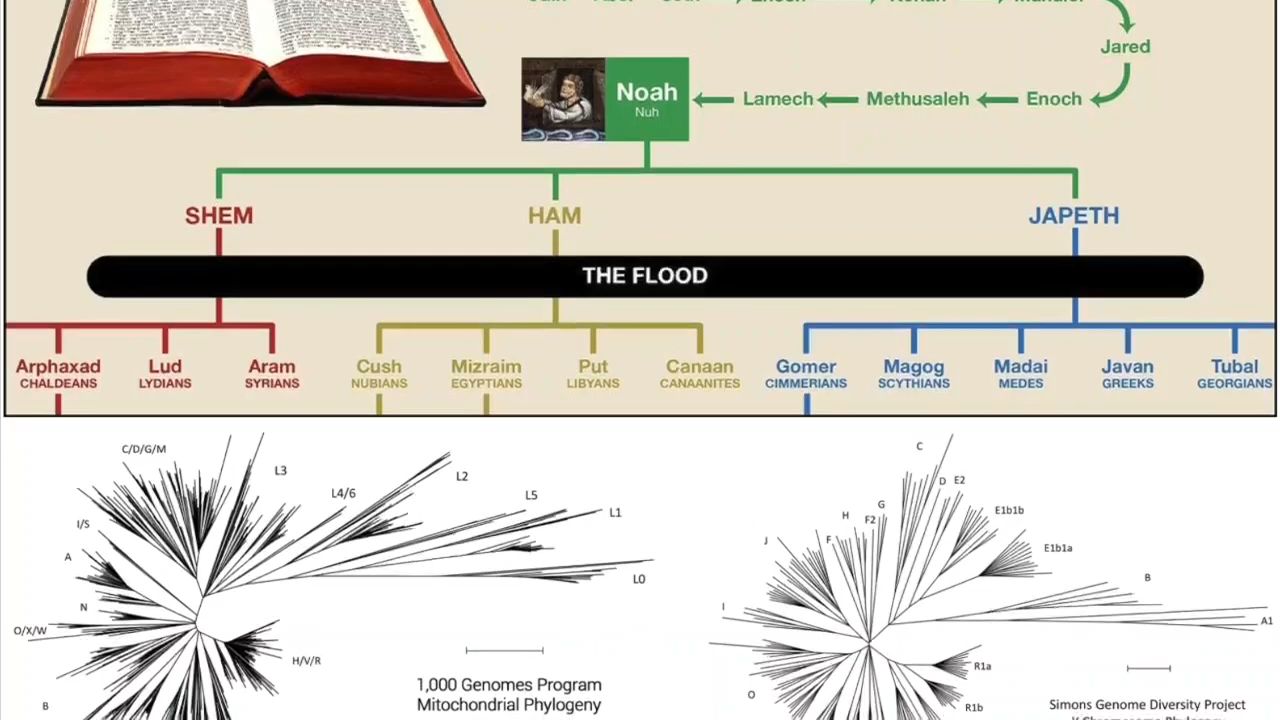 Jared
Noah
Nuh
Lamech
Methusaleh
Enoch
SHEM
HAM
JAPETH
THE FLOOD
Arphaxad
CHALDEANS
Lud
LYDIANS
Aram
SYRIANS
Cush
NUBIANS
Mizraim
EGYPTIANS
Put
LIBYANS
Canaan
CANAANITES
Gomer
CIMMERIANS
Magog
SCYTHIANS
Madai
MEDES
Javan
GREEKS
Tubal
GEORGIANS
C/D/G/M
L3
L4/6
L2
L5
L1
L0
I/S
A
N
O/X/W
B
H/V/R
1,000 Genomes Program
Mitochondrial Phylogeny
C
D
E2
G
F2
H
F
J
E1b1b
E1b1a
B
A1
I
O
R1a
R1b
Simons Genome Diversity Project